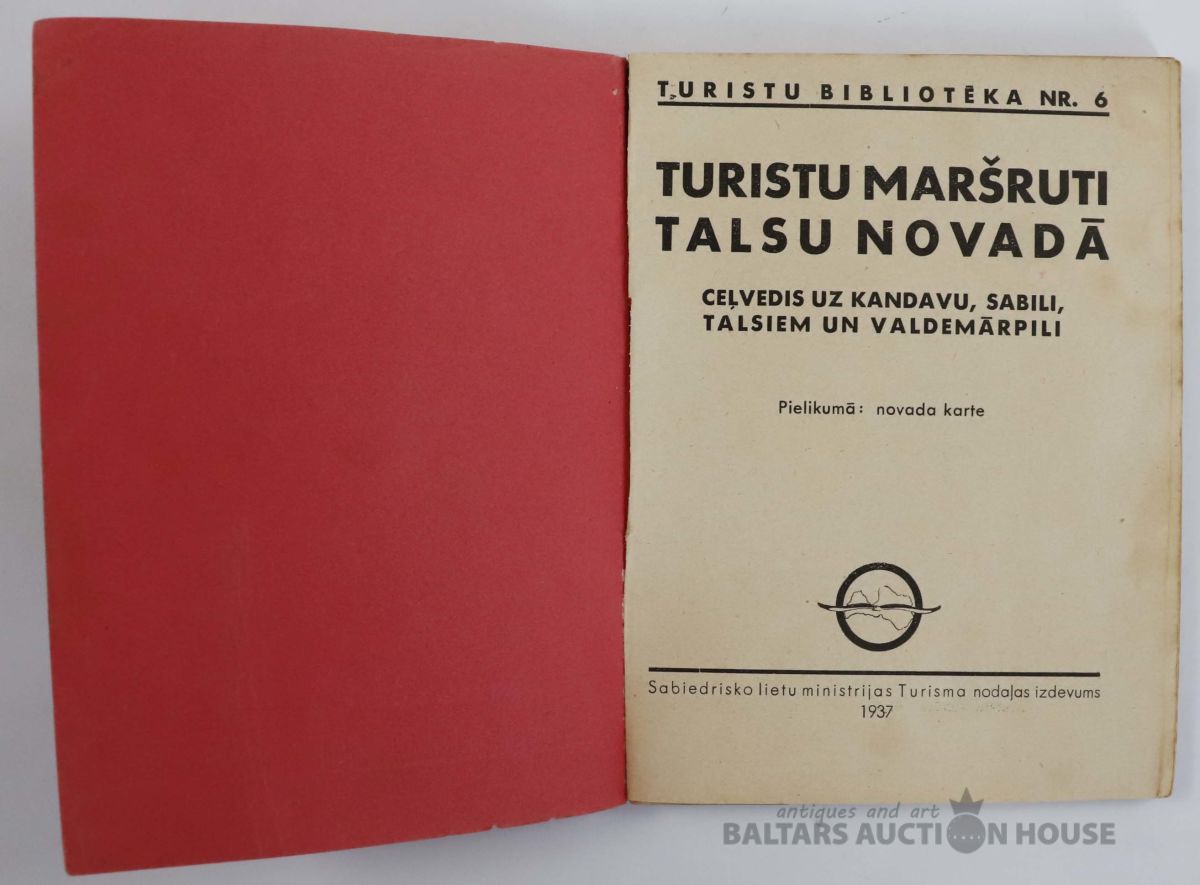 TURISTU BIBLIOTĒKA NR. 6
TURISTU MARŠRUTI
TALSU NOVADĀ
CEĻVEDIS UZ KANDAVU, SABILI,
TALSIEM UN VALDEMĀRPILI
Pielikumā: novada karte
Sabiedrisko lietu ministrijas Turisma nodaļas izdevums
1937
antiques and art
BALTARS AUCTION HOUSE